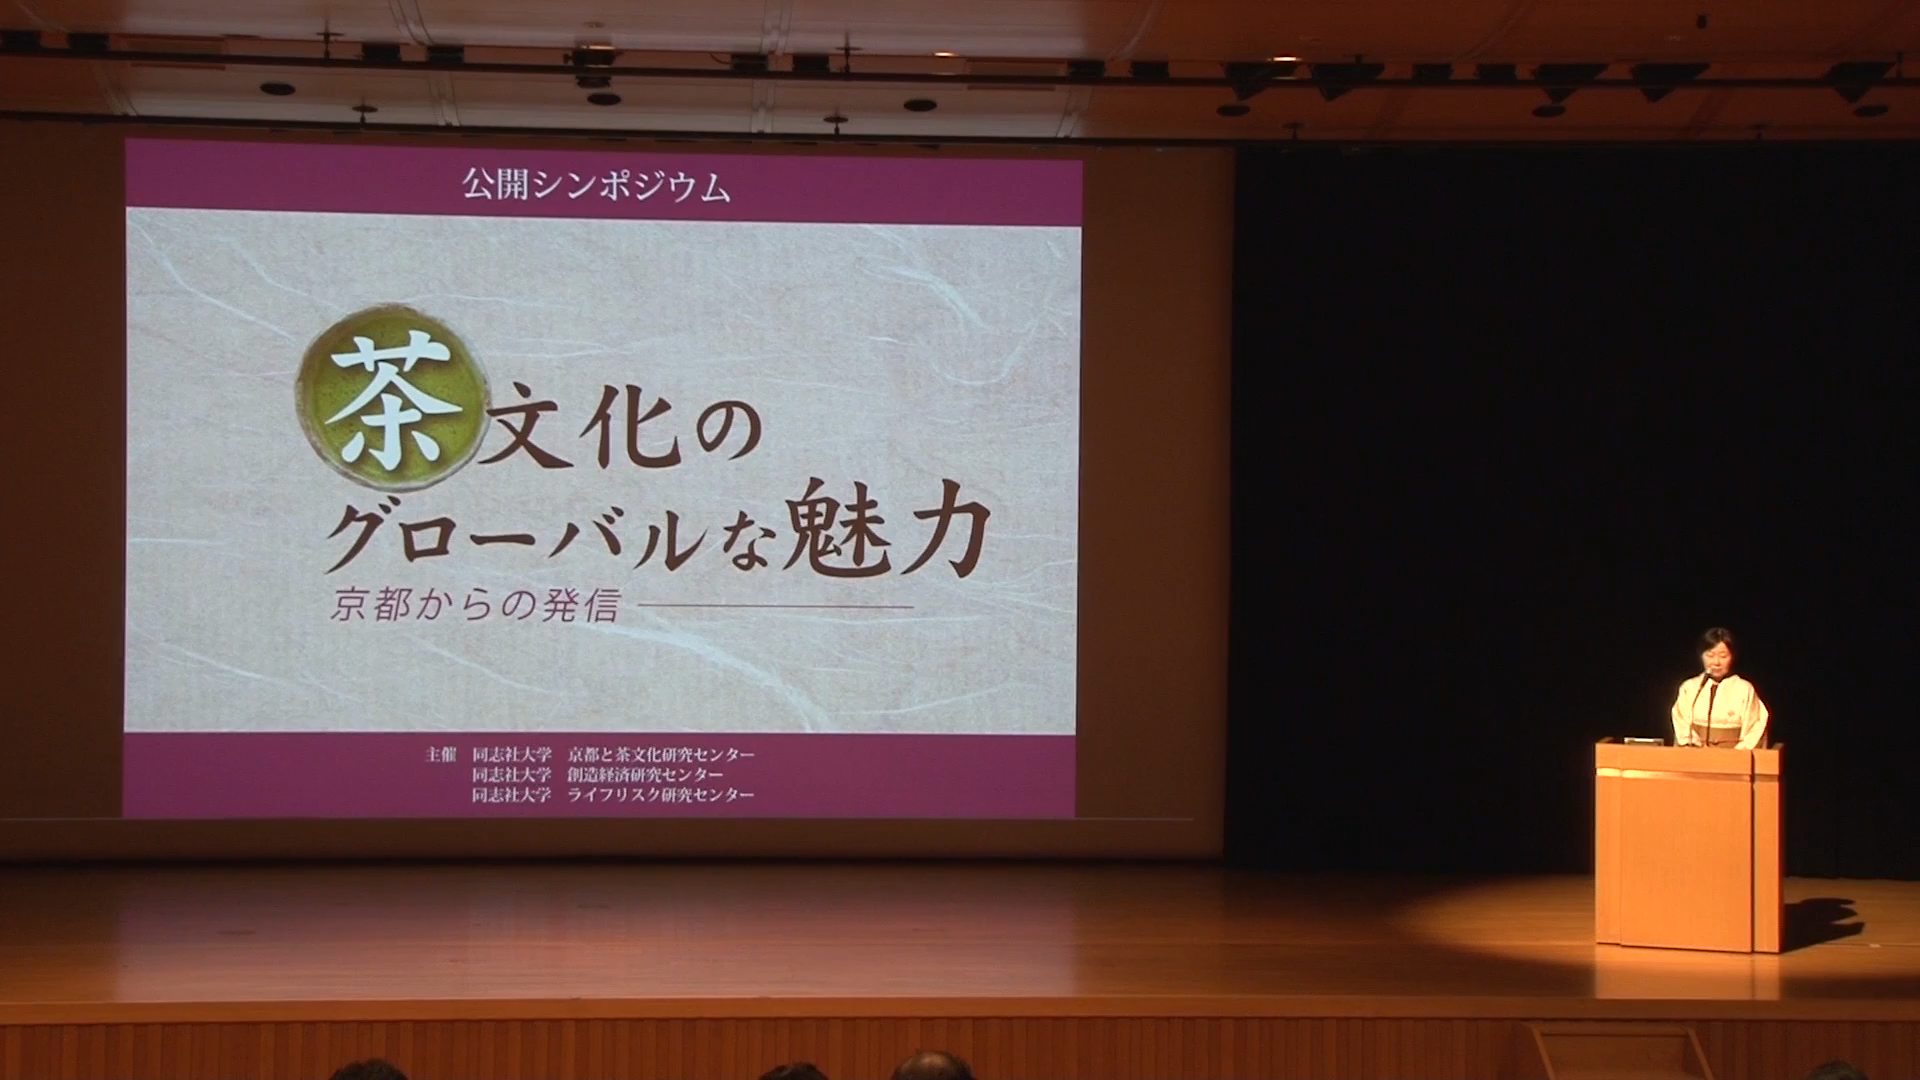 公開シンポジウム
茶文化の
グローバルな魅力
京都からの発信
主催 同志社大学 京都と茶文化研究センター
同志社大学 創造経済研究センター
同志社大学 ライフリスク研究センター